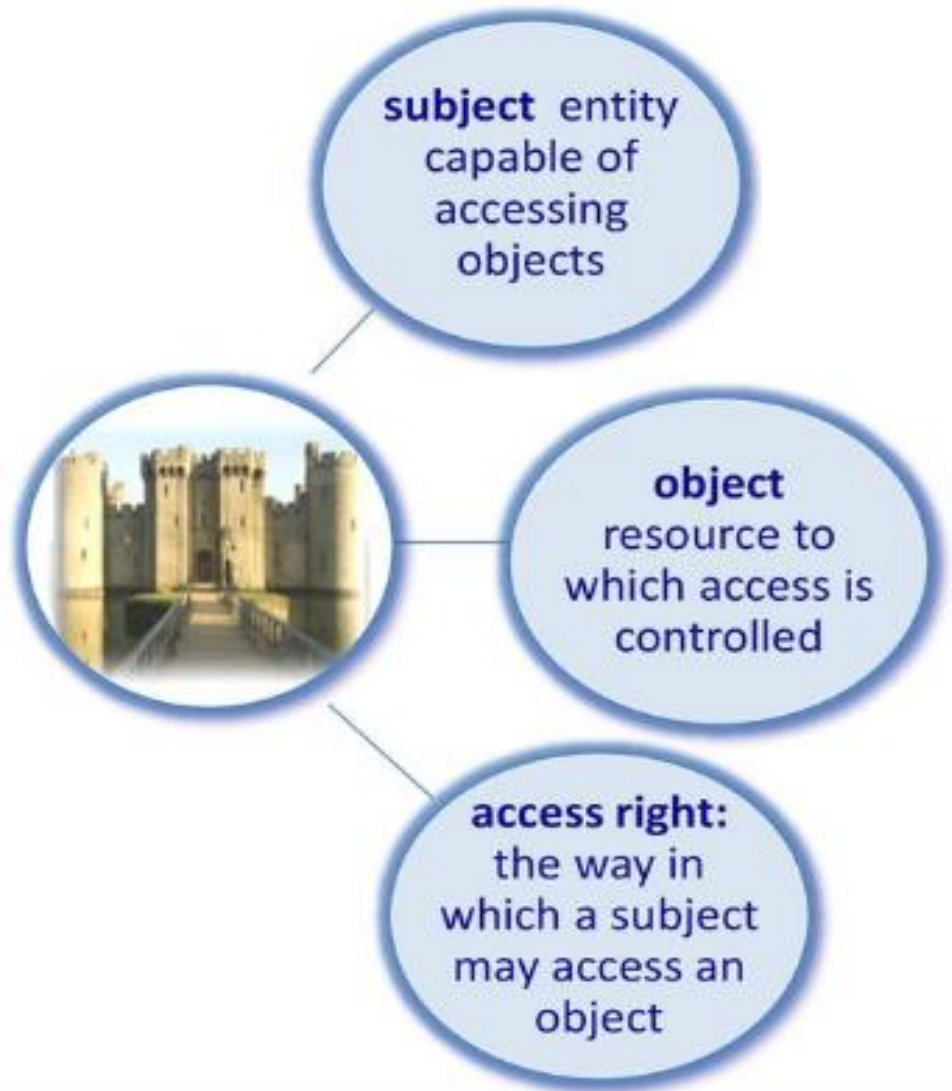 subject entity
capable of
accessing
objects
object
resource to
which access is
controlled
access right:
the way in
which a subject
may access an
object